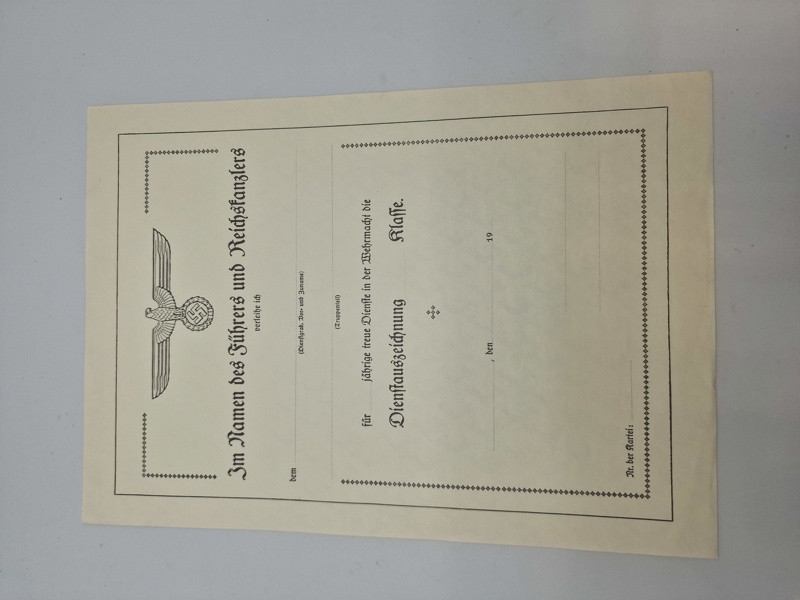 Im Namen des Führers und Reichskanzlers
verleihe ich
dem
(Dienstgrad, Vor- und Zuname)
(Truppenteil)
für jährige treue Dienste in der Wehrmacht die
Dienstauszeichnung Klasse.
, den 19
Nr. der Kartei: